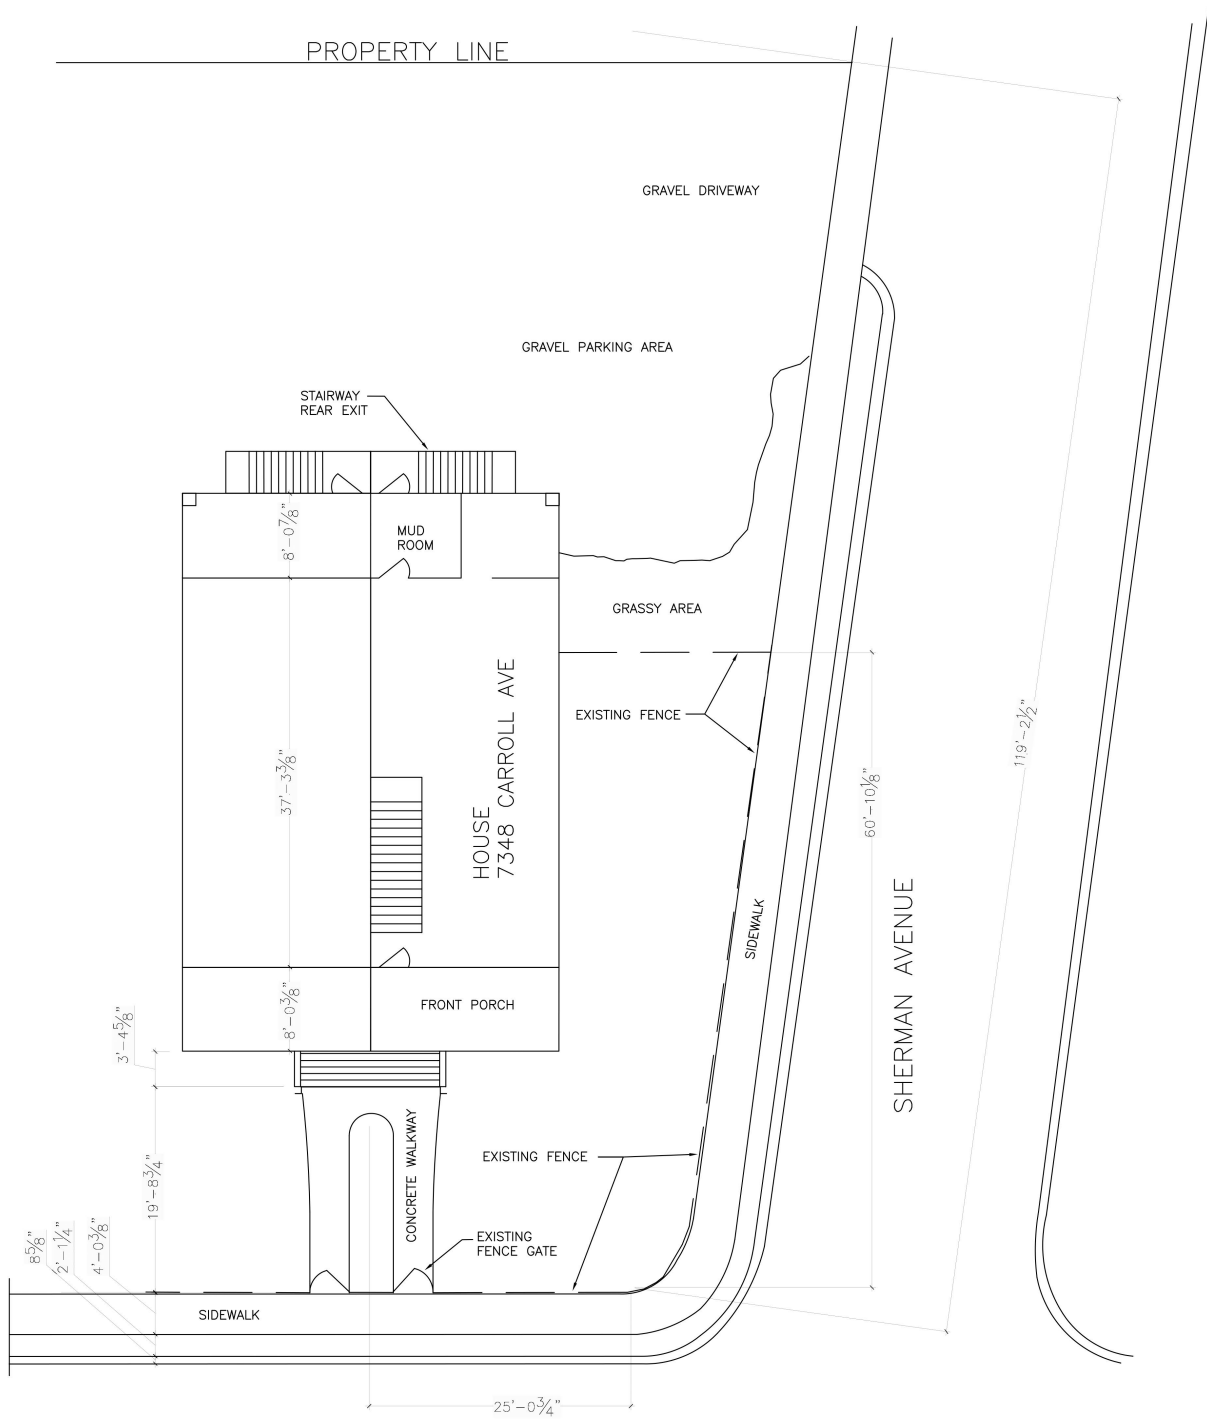 PROPERTY LINE
GRAVEL DRIVEWAY
GRAVEL PARKING AREA
STAIRWAY
REAR EXIT
8'-0⅞"
MUD
ROOM
GRASSY AREA
EXISTING FENCE
119'-2½"
37'-3⅜"
HOUSE
7348 CARROLL AVE
60'-10⅛"
SIDEWALK
SHERMAN AVENUE
8'-0⅜"
FRONT PORCH
3'-4⅝"
CONCRETE WALKWAY
EXISTING FENCE
19'-8¾"
8⅝"
2'-1¼"
4'-0⅜"
EXISTING
FENCE GATE
SIDEWALK
25'-0¾"